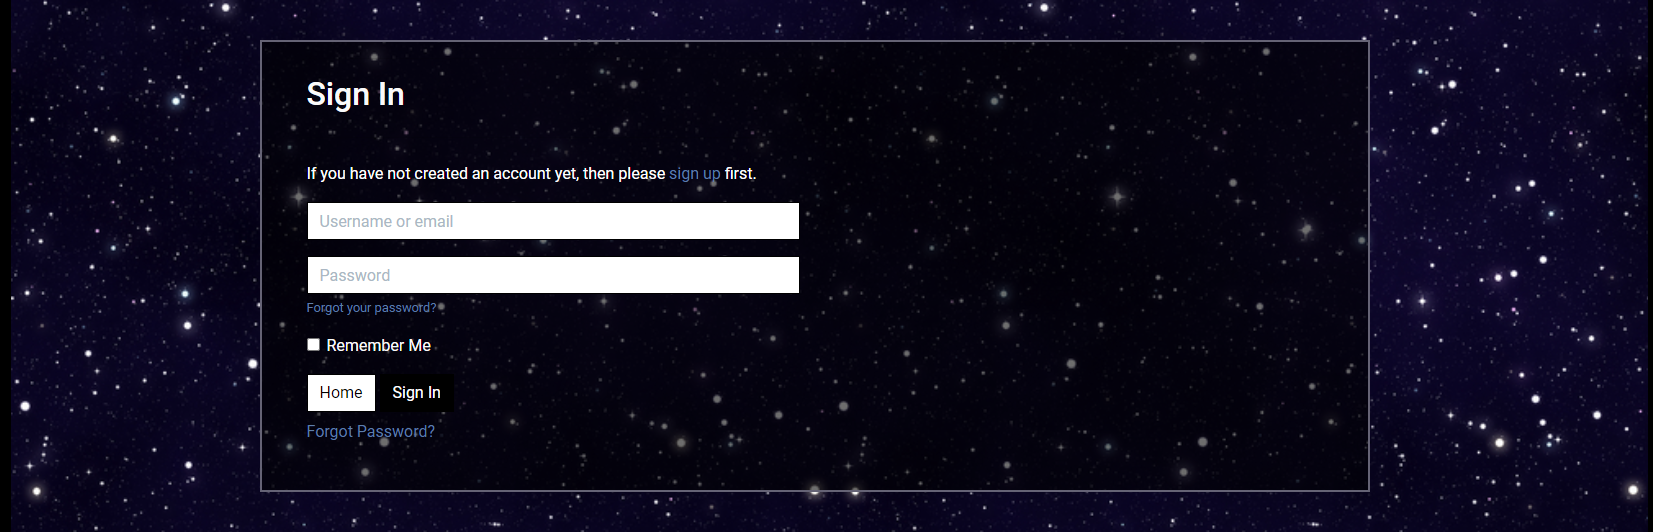 Sign In
If you have not created an account yet, then please sign up first.
Username or email
Password
Forgot your password?
Remember Me
Home Sign In
Forgot Password?